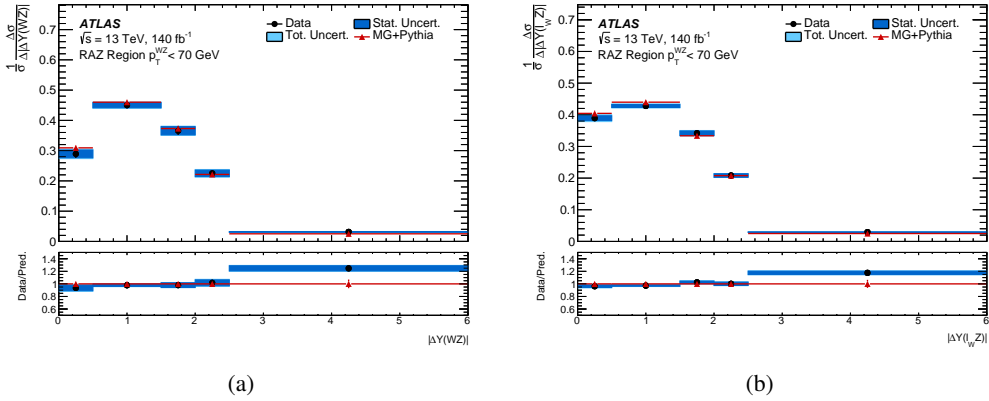 1/σ Δσ/Δ|ΔY(WZ)|
ATLAS
√s = 13 TeV, 140 fb⁻¹
RAZ Region p_T^WZ < 70 GeV
Data
Stat. Uncert.
Tot. Uncert.
MG+Pythia
0.7
0.6
0.5
0.4
0.3
0.2
0.1
0
Data/Pred.
1.4
1.2
1.0
0.8
0.6
0 1 2 3 4 5 6
|ΔY(WZ)|
(a)
1/σ Δσ/Δ|ΔY(l_W Z)|
ATLAS
√s = 13 TeV, 140 fb⁻¹
RAZ Region p_T^WZ < 70 GeV
Data
Stat. Uncert.
Tot. Uncert.
MG+Pythia
0.7
0.6
0.5
0.4
0.3
0.2
0.1
0
Data/Pred.
1.4
1.2
1.0
0.8
0.6
0 1 2 3 4 5 6
|ΔY(l_W Z)|
(b)